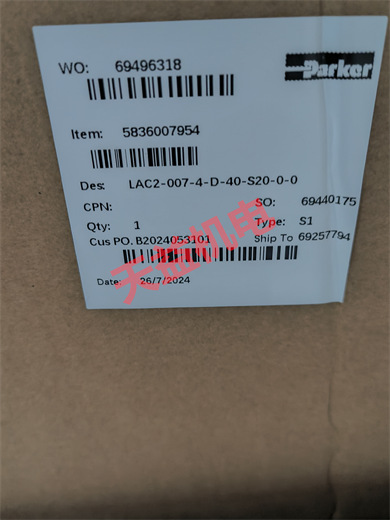 WO: 69496318
Parker
Item: 5836007954
Des: LAC2-007-4-D-40-S20-0-0
CPN:
SO: 69440175
Qty: 1
Type: S1
Cus PO. B2024053101
Ship To 69257794
Date: 26/7/2024
天益机电